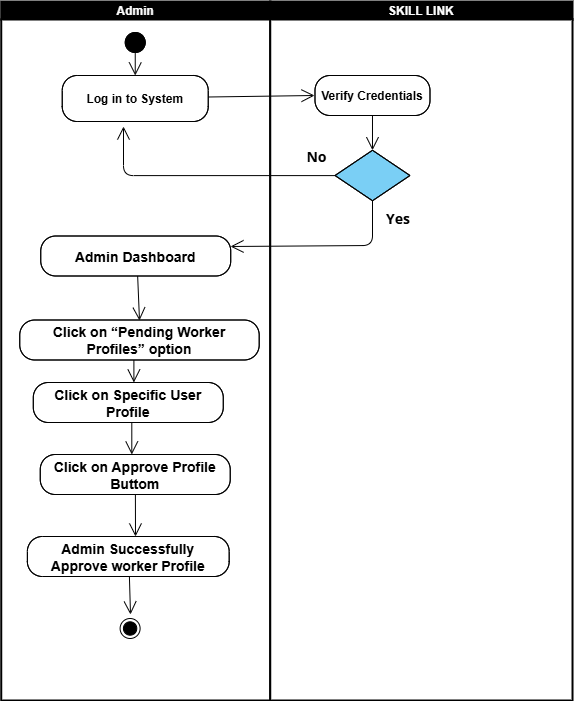 Admin
SKILL LINK
Log in to System
Verify Credentials
No
Yes
Admin Dashboard
Click on “Pending Worker
Profiles” option
Click on Specific User
Profile
Click on Approve Profile
Buttom
Admin Successfully
Approve worker Profile